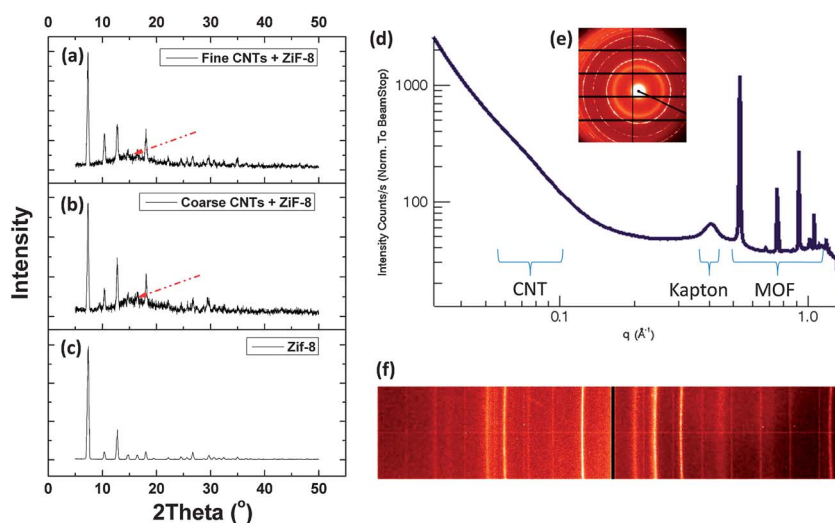 0 10 20 30 40 50
(a)
Fine CNTs + ZiF-8
(b)
Coarse CNTs + ZiF-8
(c)
Zif-8
Intensity
0 10 20 30 40 50
2Theta (°)
(d)
(e)
Intensity Counts/s (Norm. To BeamStop)
1000
100
CNT
Kapton
MOF
0.1
1.0
q (Å⁻¹)
(f)